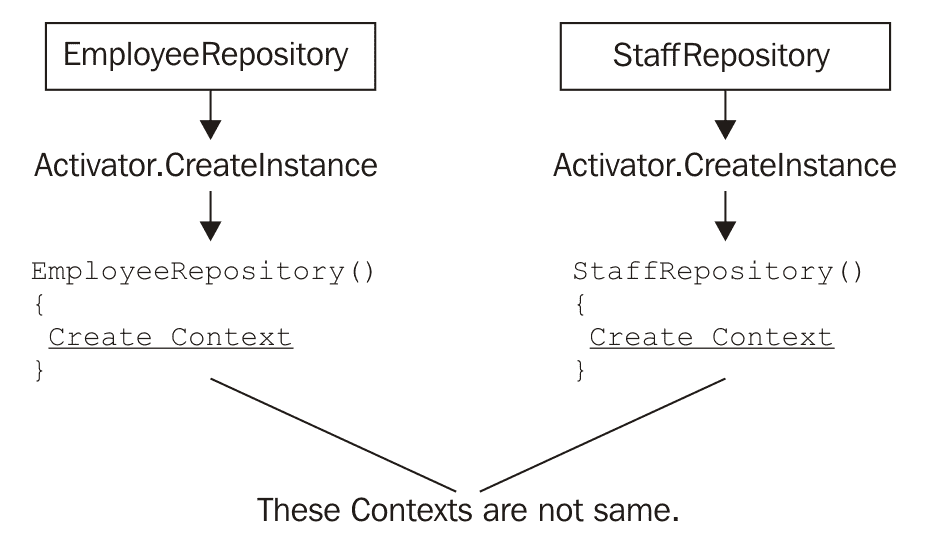 EmployeeRepository
Activator.CreateInstance
EmployeeRepository()
{
Create Context
}
StaffRepository
Activator.CreateInstance
StaffRepository()
{
Create Context
}
These Contexts are not same.